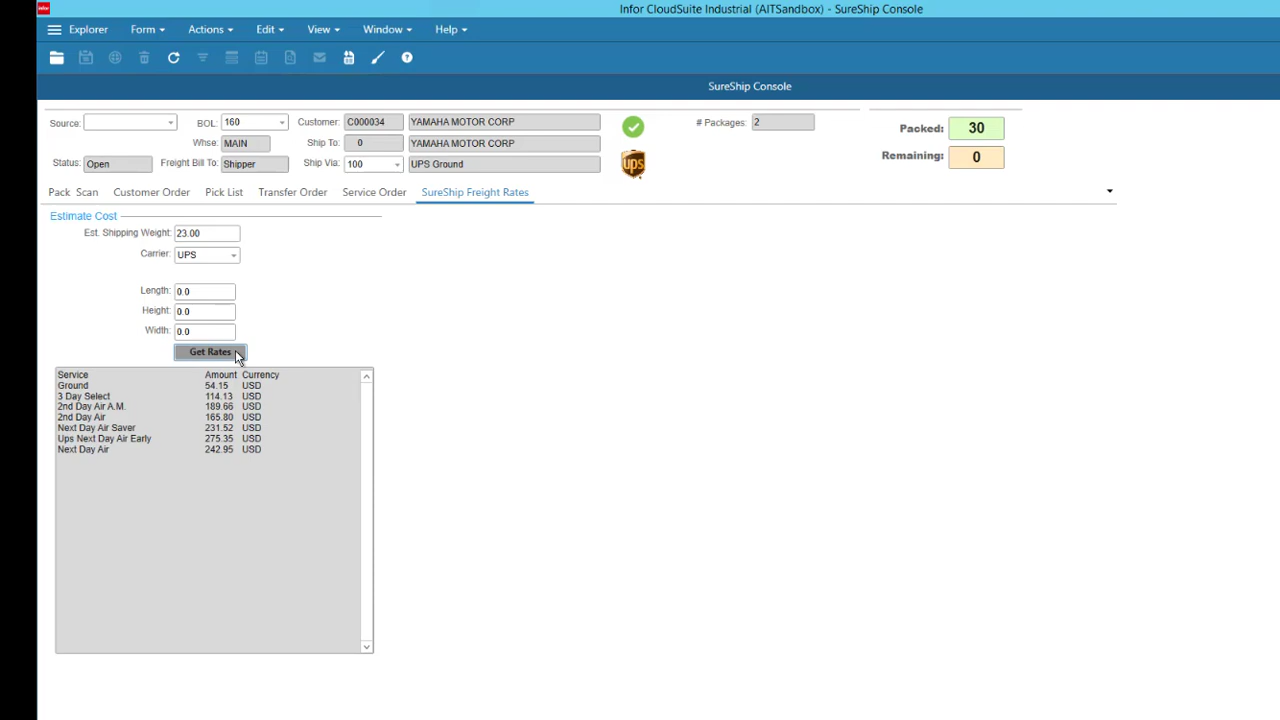 infor
Infor CloudSuite Industrial (AITSandbox) - SureShip Console
Explorer Form Actions Edit View Window Help
SureShip Console
Source: BOL: 160 Customer: C000034 YAMAHA MOTOR CORP # Packages: 2 Packed: 30
Whse: MAIN Ship To: 0 YAMAHA MOTOR CORP Remaining: 0
Status: Open Freight Bill To: Shipper Ship Via: 100 UPS Ground ups
Pack Scan Customer Order Pick List Transfer Order Service Order SureShip Freight Rates
Estimate Cost
Est. Shipping Weight: 23.00
Carrier: UPS
Length: 0.0
Height: 0.0
Width: 0.0
Get Rates
Service Amount Currency
Ground 54.15 USD
3 Day Select 114.13 USD
2nd Day Air A.M. 189.66 USD
2nd Day Air 165.80 USD
Next Day Air Saver 231.52 USD
Ups Next Day Air Early 275.35 USD
Next Day Air 242.95 USD